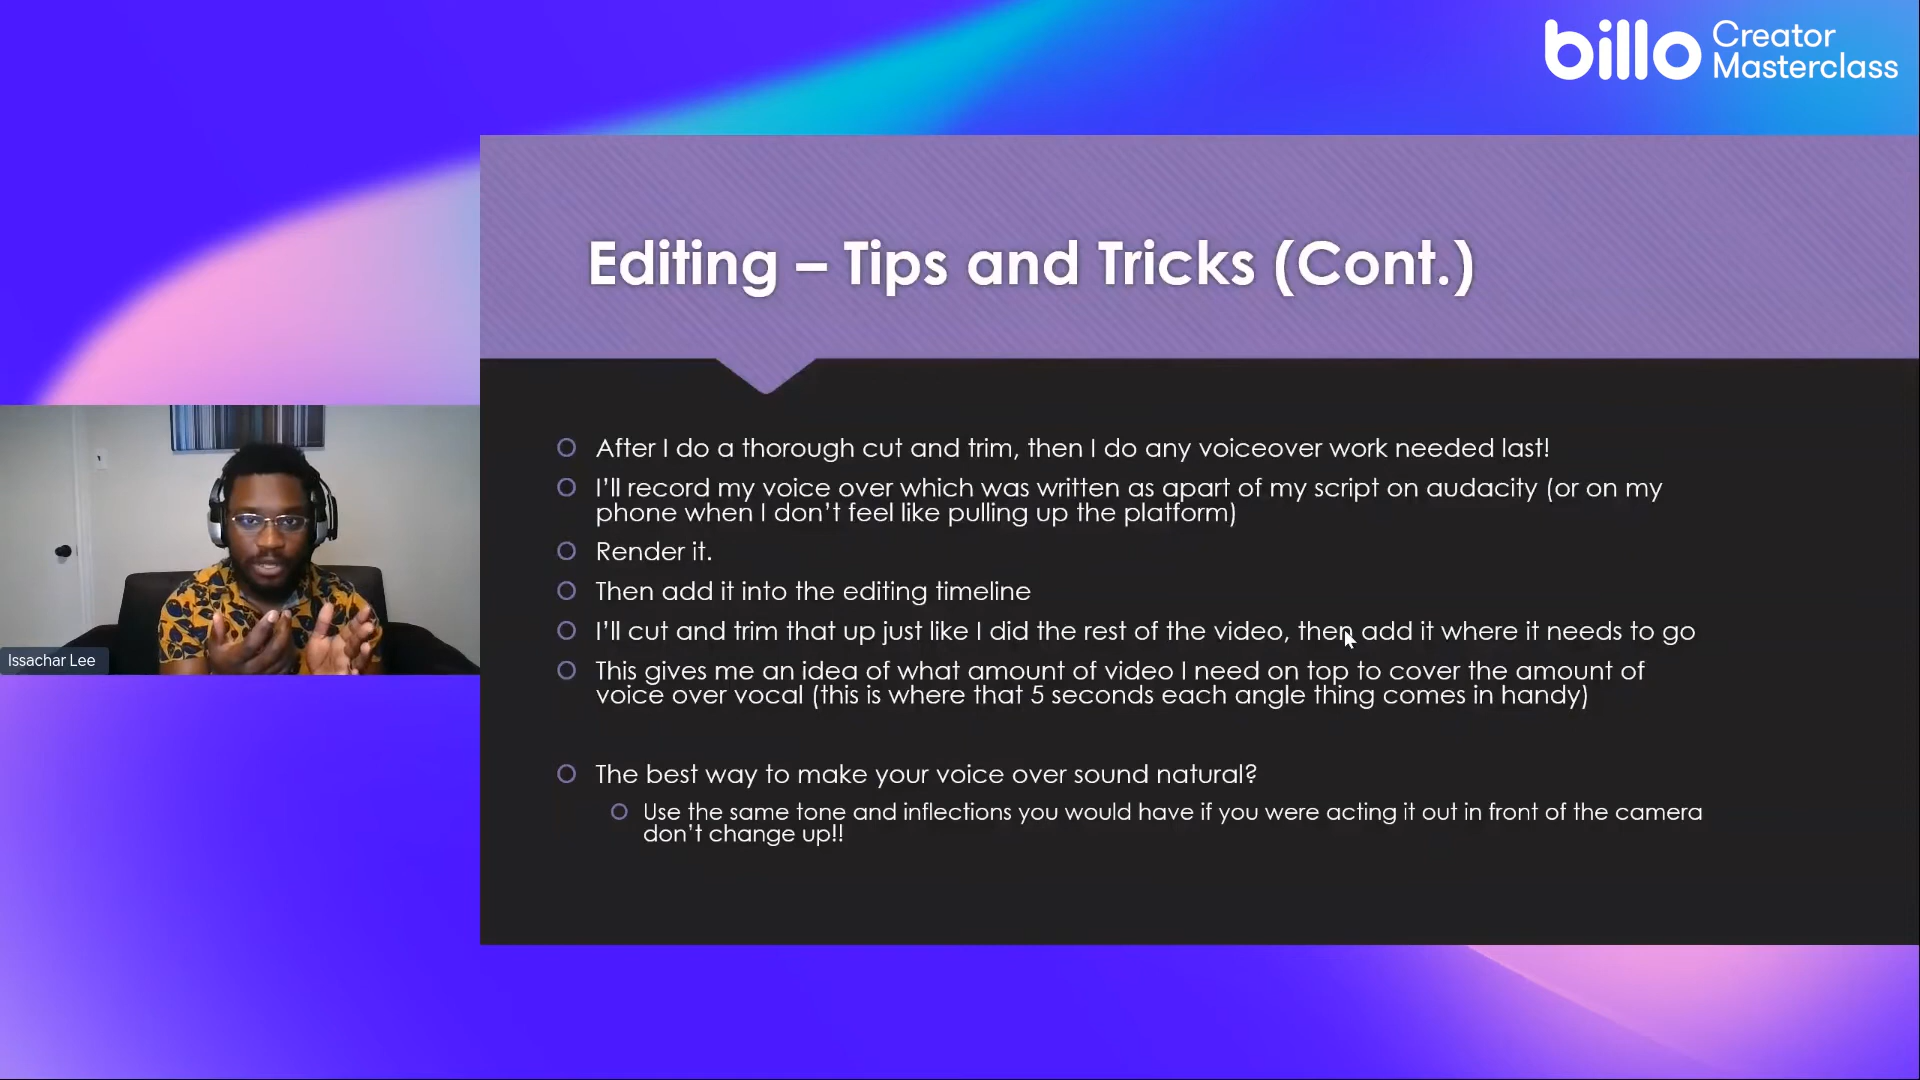 billo Creator
Masterclass
Editing – Tips and Tricks (Cont.)
After I do a thorough cut and trim, then I do any voiceover work needed last!
I’ll record my voice over which was written as apart of my script on audacity (or on my
phone when I don’t feel like pulling up the platform)
Render it.
Then add it into the editing timeline
I’ll cut and trim that up just like I did the rest of the video, then add it where it needs to go
This gives me an idea of what amount of video I need on top to cover the amount of
voice over vocal (this is where that 5 seconds each angle thing comes in handy)
The best way to make your voice over sound natural?
Use the same tone and inflections you would have if you were acting it out in front of the camera
don’t change up!!
Issachar Lee